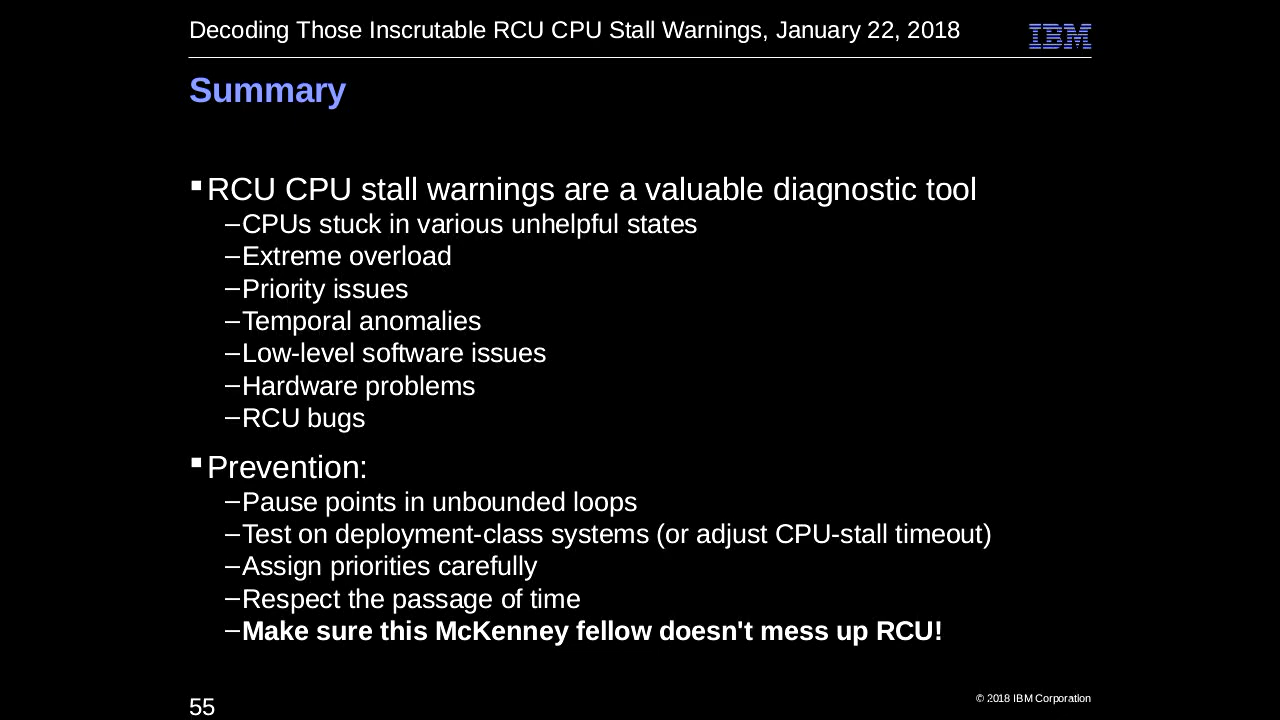 Decoding Those Inscrutable RCU CPU Stall Warnings, January 22, 2018
IBM
Summary
▪RCU CPU stall warnings are a valuable diagnostic tool
–CPUs stuck in various unhelpful states
–Extreme overload
–Priority issues
–Temporal anomalies
–Low-level software issues
–Hardware problems
–RCU bugs
▪Prevention:
–Pause points in unbounded loops
–Test on deployment-class systems (or adjust CPU-stall timeout)
–Assign priorities carefully
–Respect the passage of time
–Make sure this McKenney fellow doesn't mess up RCU!
55
© 2018 IBM Corporation